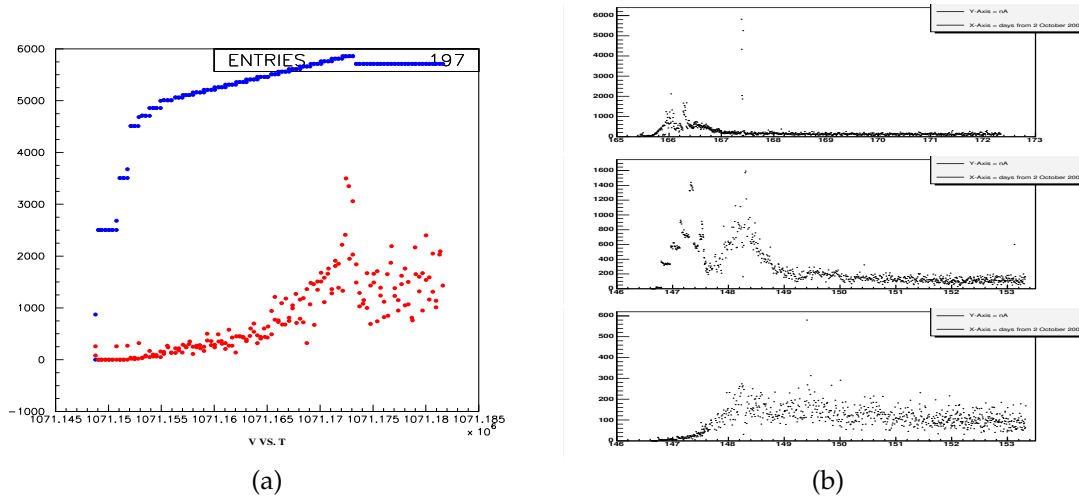 ENTRIES 197
6000
5000
4000
3000
2000
1000
0
-1000
1071.145 1071.15 1071.155 1071.16 1071.165 1071.17 1071.175 1071.18 1071.185
× 10⁶
V VS. T
(a)
Y-Axis = nA
X-Axis = days from 2 October 200
6000
5000
4000
3000
2000
1000
0
165 166 167 168 169 170 171 172 173
Y-Axis = nA
X-Axis = days from 2 October 200
1600
1400
1200
1000
800
600
400
200
0
146 147 148 149 150 151 152 153
Y-Axis = nA
X-Axis = days from 2 October 200
600
500
400
300
200
100
0
146 147 148 149 150 151 152 153
(b)